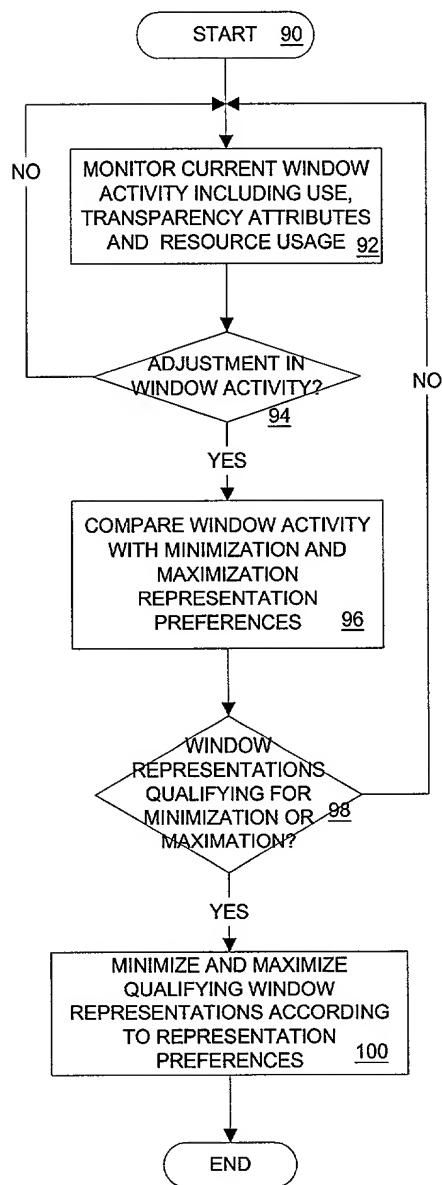 START 90
NO
MONITOR CURRENT WINDOW
ACTIVITY INCLUDING USE,
TRANSPARENCY ATTRIBUTES
AND RESOURCE USAGE 92
ADJUSTMENT IN
WINDOW ACTIVITY?
94
NO
YES
COMPARE WINDOW ACTIVITY
WITH MINIMIZATION AND
MAXIMIZATION
REPRESENTATION
PREFERENCES 96
WINDOW
REPRESENTATIONS
QUALIFYING FOR
MINIMIZATION OR 98
MAXIMATION?
YES
MINIMIZE AND MAXIMIZE
QUALIFYING WINDOW
REPRESENTATIONS ACCORDING
TO REPRESENTATION
PREFERENCES 100
END